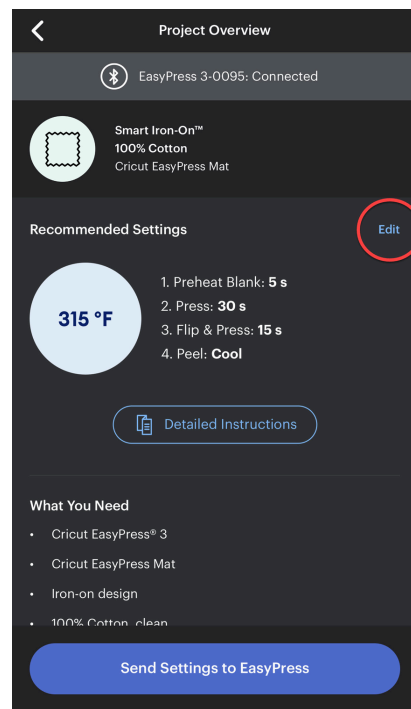 Project Overview
EasyPress 3-0095: Connected
Smart Iron-On™
100% Cotton
Cricut EasyPress Mat
Recommended Settings
Edit
315 °F
1. Preheat Blank: 5 s
2. Press: 30 s
3. Flip & Press: 15 s
4. Peel: Cool
Detailed Instructions
What You Need
• Cricut EasyPress® 3
• Cricut EasyPress Mat
• Iron-on design
• 100% Cotton, clean
Send Settings to EasyPress